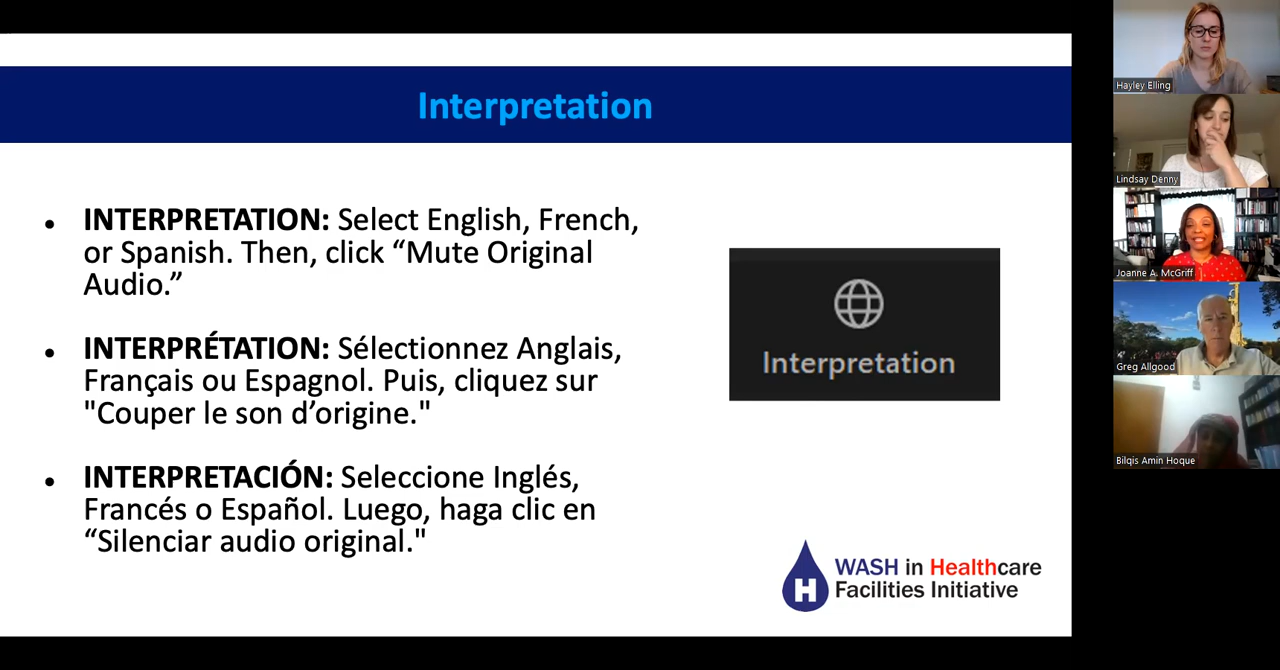 Interpretation
• INTERPRETATION: Select English, French,
or Spanish. Then, click “Mute Original
Audio.”
• INTERPRÉTATION: Sélectionnez Anglais,
Français ou Espagnol. Puis, cliquez sur
"Couper le son d’origine."
• INTERPRETACIÓN: Seleccione Inglés,
Francés o Español. Luego, haga clic en
“Silenciar audio original."
Interpretation
H
WASH in Healthcare
Facilities Initiative
Hayley Elling
Lindsay Denny
Joanne A. McGriff
Greg Allgood
Bilqis Amin Hoque